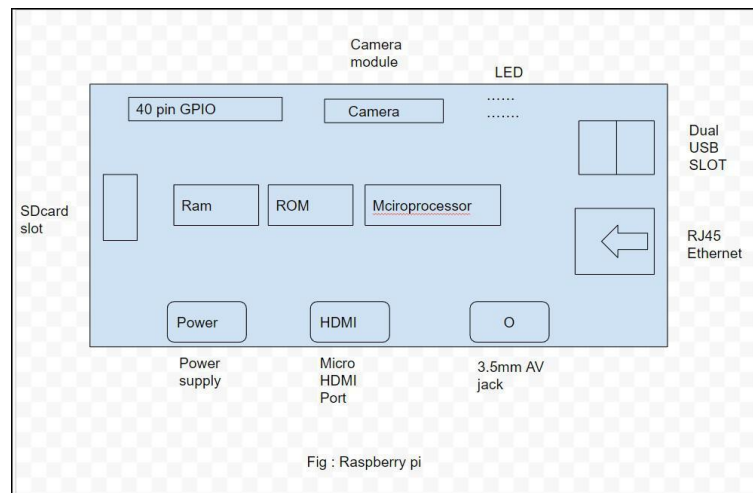 Camera
module
LED
......
.......
40 pin GPIO
Camera
Dual
USB
SLOT
SDcard
slot
Ram
ROM
Mciroprocessor
RJ45
Ethernet
Power
HDMI
O
Power
supply
Micro
HDMI
Port
3.5mm AV
jack
Fig : Raspberry pi